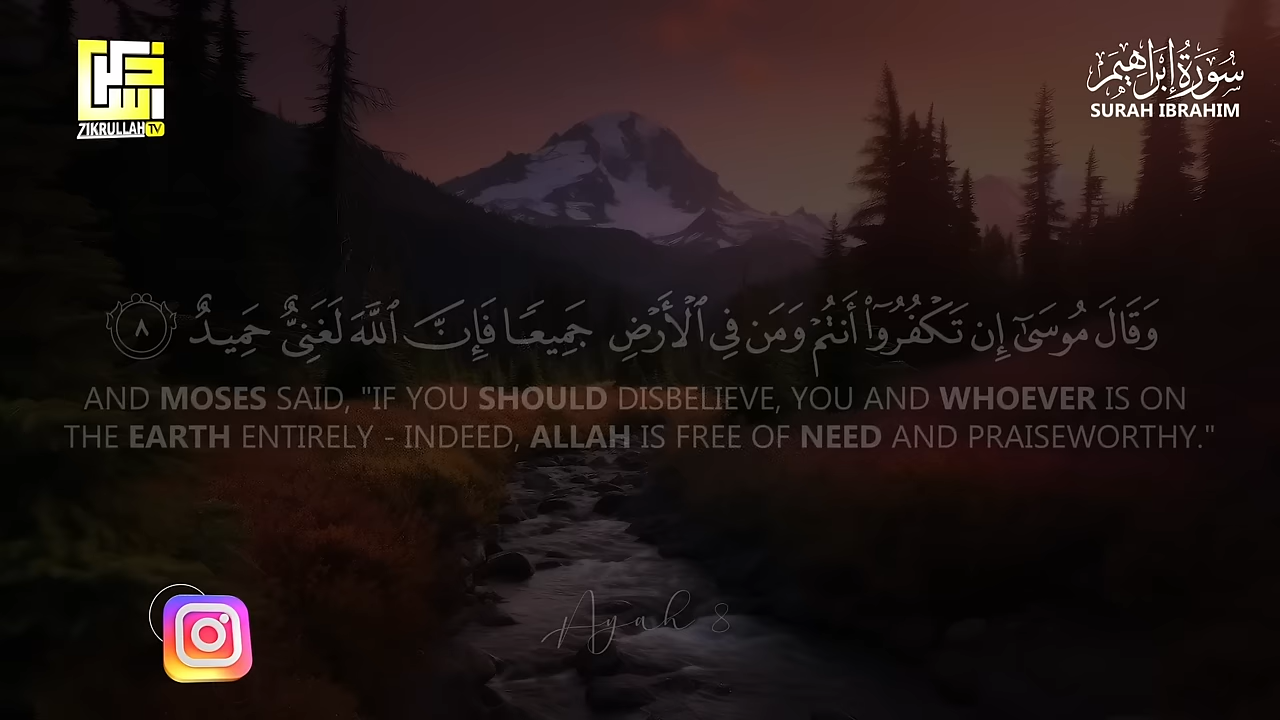 ذكر الله
ZIKRULLAH TV
سُورَةُ إِبْرَاهِيمَ
SURAH IBRAHIM
وَقَالَ مُوسَىٰٓ إِن تَكْفُرُوٓا۟ أَنتُمْ وَمَن فِى ٱلْأَرْضِ جَمِيعًا فَإِنَّ ٱللَّهَ لَغَنِىٌّ حَمِيدٌ ٨
AND MOSES SAID, "IF YOU SHOULD DISBELIEVE, YOU AND WHOEVER IS ON
THE EARTH ENTIRELY - INDEED, ALLAH IS FREE OF NEED AND PRAISEWORTHY."
Ayah 8